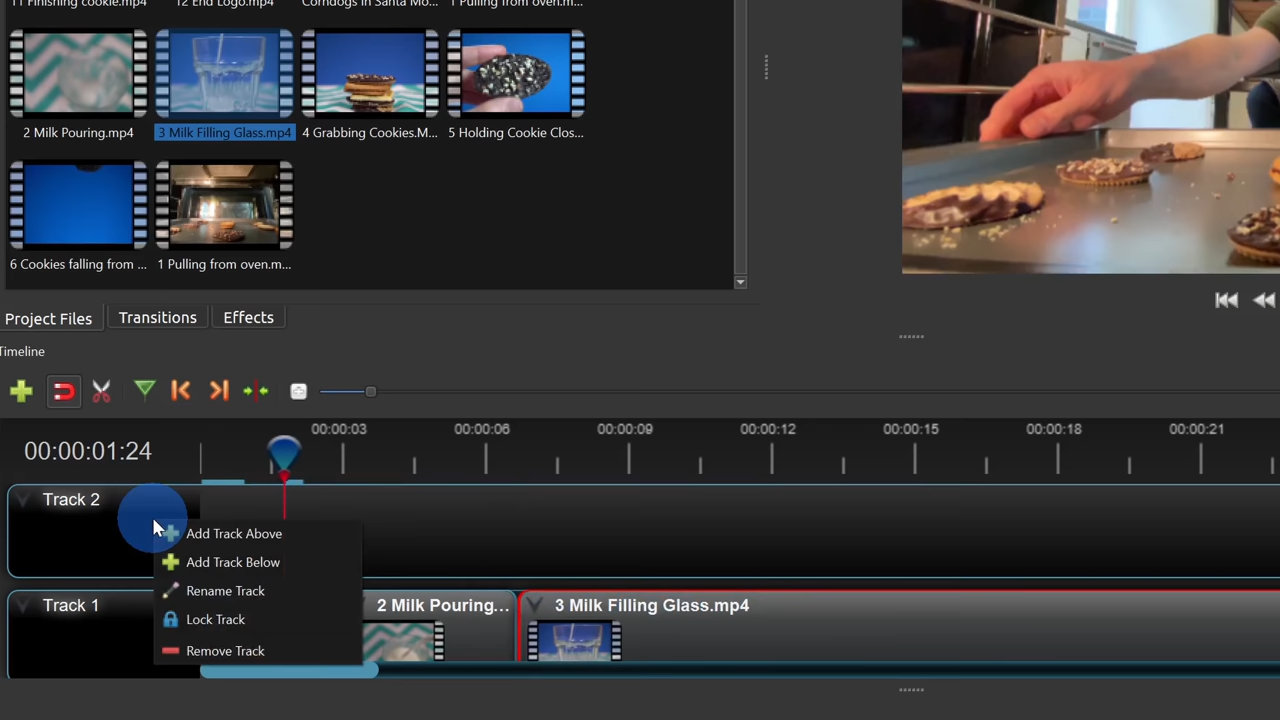 11 Finishing cookie.mp4 12 End Logo.mp4 Corndogs in Santa Mo... 1 Pulling from oven.m...
2 Milk Pouring.mp4 3 Milk Filling Glass.mp4 4 Grabbing Cookies.M... 5 Holding Cookie Clos...
6 Cookies falling from ... 1 Pulling from oven.m...
Project Files Transitions Effects
Timeline
00:00:03 00:00:06 00:00:09 00:00:12 00:00:15 00:00:18 00:00:21
00:00:01:24
Track 2
Add Track Above
Add Track Below
Rename Track
Track 1 2 Milk Pouring... 3 Milk Filling Glass.mp4
Lock Track
Remove Track